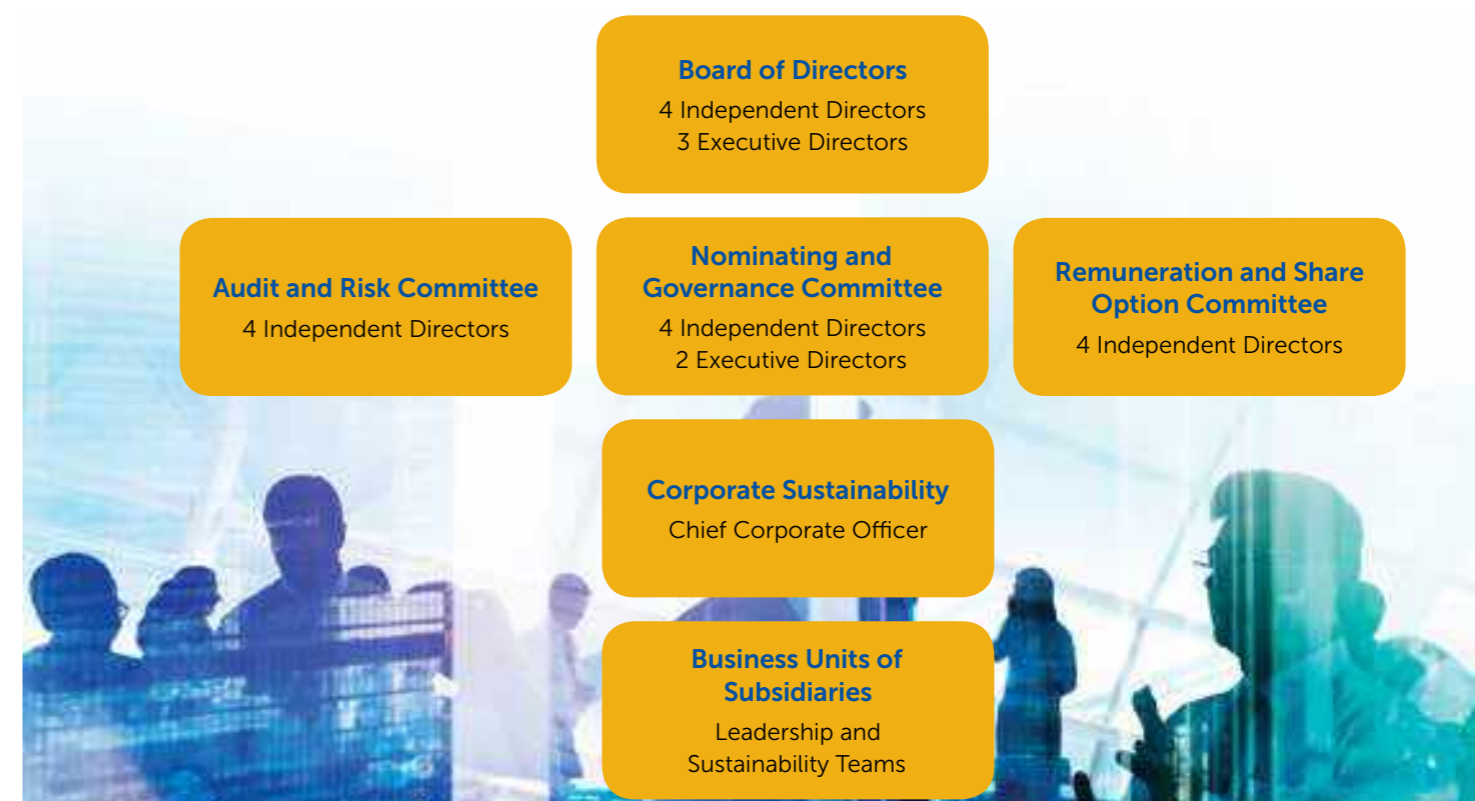 Board of Directors
4 Independent Directors
3 Executive Directors
Audit and Risk Committee
4 Independent Directors
Nominating and
Governance Committee
4 Independent Directors
2 Executive Directors
Remuneration and Share
Option Committee
4 Independent Directors
Corporate Sustainability
Chief Corporate Officer
Business Units of
Subsidiaries
Leadership and
Sustainability Teams